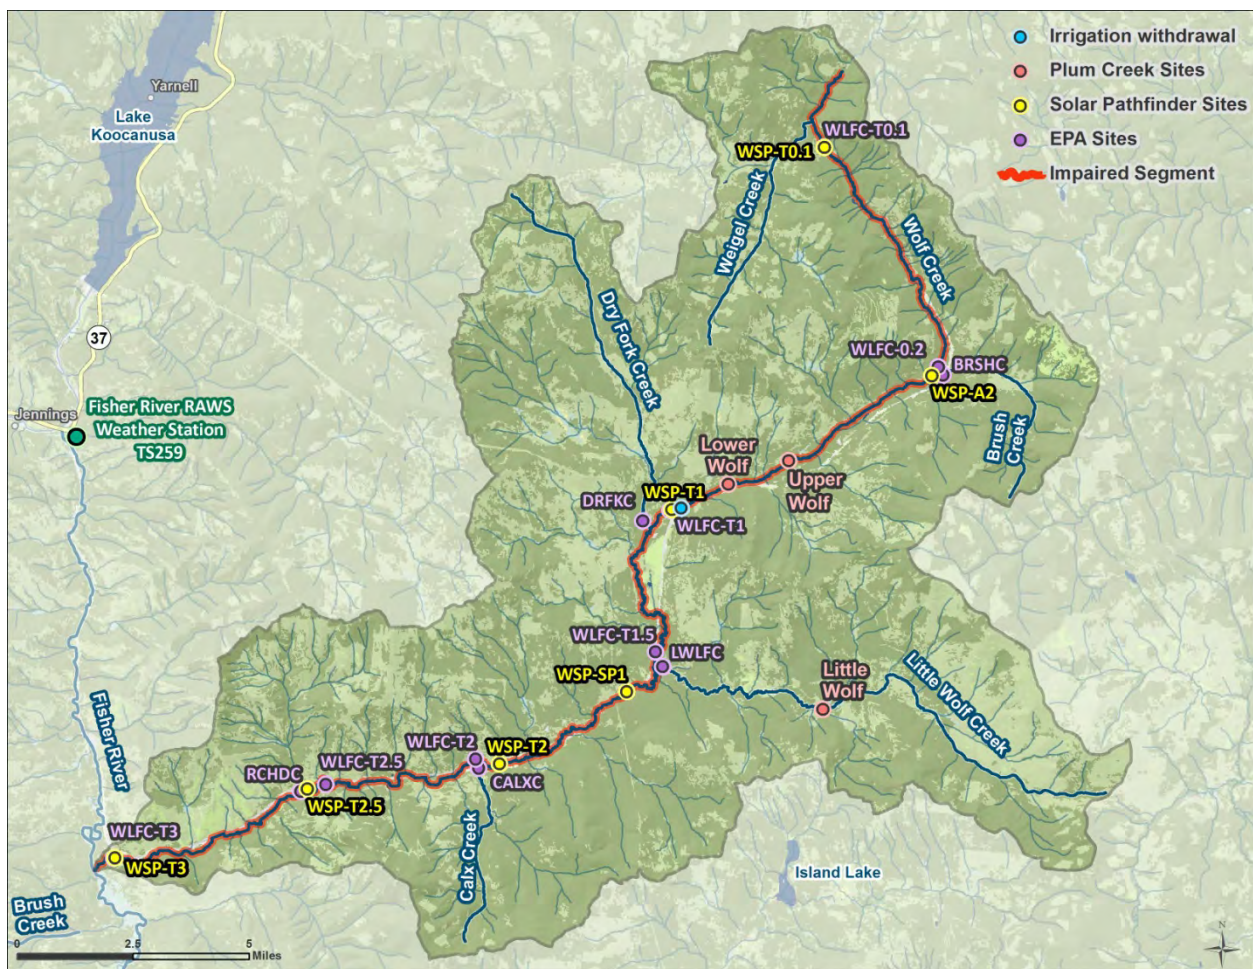 Irrigation withdrawal
Plum Creek Sites
Solar Pathfinder Sites
EPA Sites
Impaired Segment
Yarnell
Lake
Koocanusa
WLFC-T0.1
WSP-T0.1
Weigel Creek
Wolf Creek
Dry Fork Creek
37
WLFC-0.2
BRSHC
WSP-A2
Brush
Creek
Jennings
Fisher River RAWS
Weather Station
TS259
Lower
Wolf
Upper
Wolf
WSP-T1
DRFKC
WLFC-T1
WLFC-T1.5
LWLFC
WSP-SP1
Little
Wolf
Little Wolf Creek
Fisher River
WLFC-T2
WSP-T2
WLFC-T2.5
RCHDC
CALXC
WSP-T2.5
WLFC-T3
WSP-T3
Calx Creek
Island Lake
Brush
Creek
0
2.5
5
Miles
N